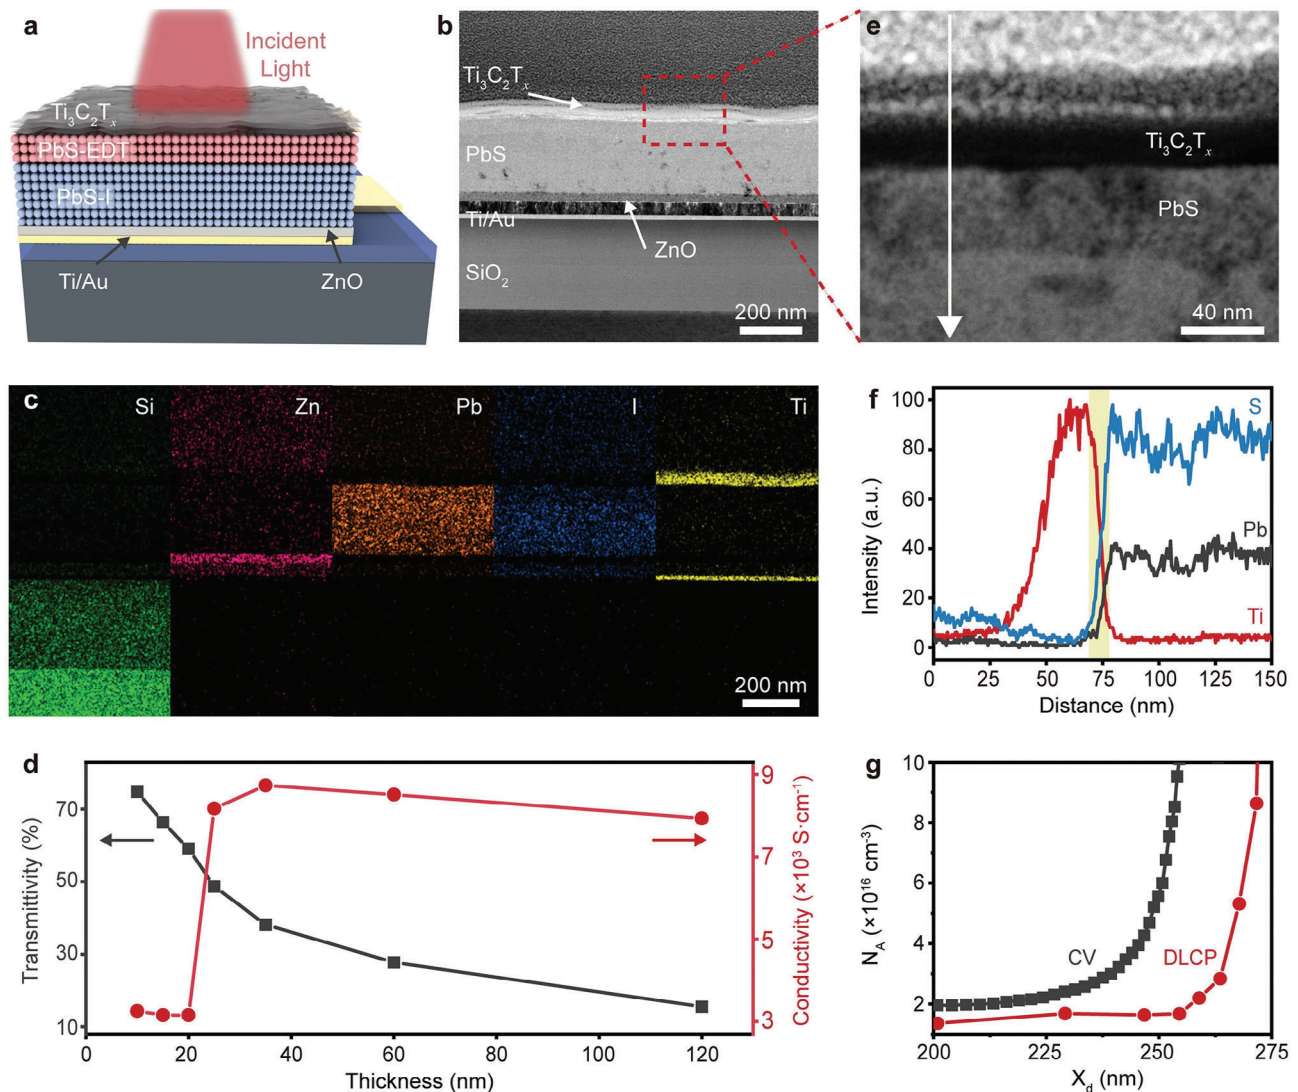 a
Incident
Light
Ti₃C₂Tₓ
PbS-EDT
PbS-I
Ti/Au
ZnO
b
Ti₃C₂Tₓ
PbS
Ti/Au
ZnO
SiO₂
200 nm
e
Ti₃C₂Tₓ
PbS
40 nm
c
Si
Zn
Pb
I
Ti
200 nm
f
100
80
60
40
20
0
Intensity (a.u.)
S
Pb
Ti
0 25 50 75 100 125 150
Distance (nm)
d
70
50
30
10
Transmittivity (%)
9
7
5
3
Conductivity (×10³ S·cm⁻¹)
0 20 40 60 80 100 120
Thickness (nm)
g
10
8
6
4
2
N_A (×10¹⁶ cm⁻³)
CV
DLCP
200 225 250 275
X_d (nm)